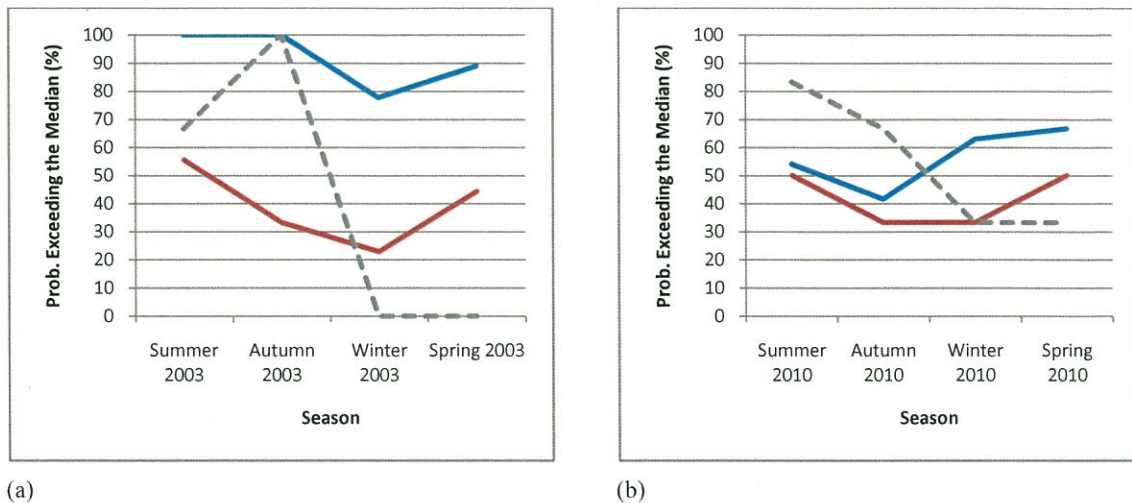 Prob. Exceeding the Median (%)
100
90
80
70
60
50
40
30
20
10
0
Summer 2003
Autumn 2003
Winter 2003
Spring 2003
Season
(a)
Prob. Exceeding the Median (%)
100
90
80
70
60
50
40
30
20
10
0
Summer 2010
Autumn 2010
Winter 2010
Spring 2010
Season
(b)